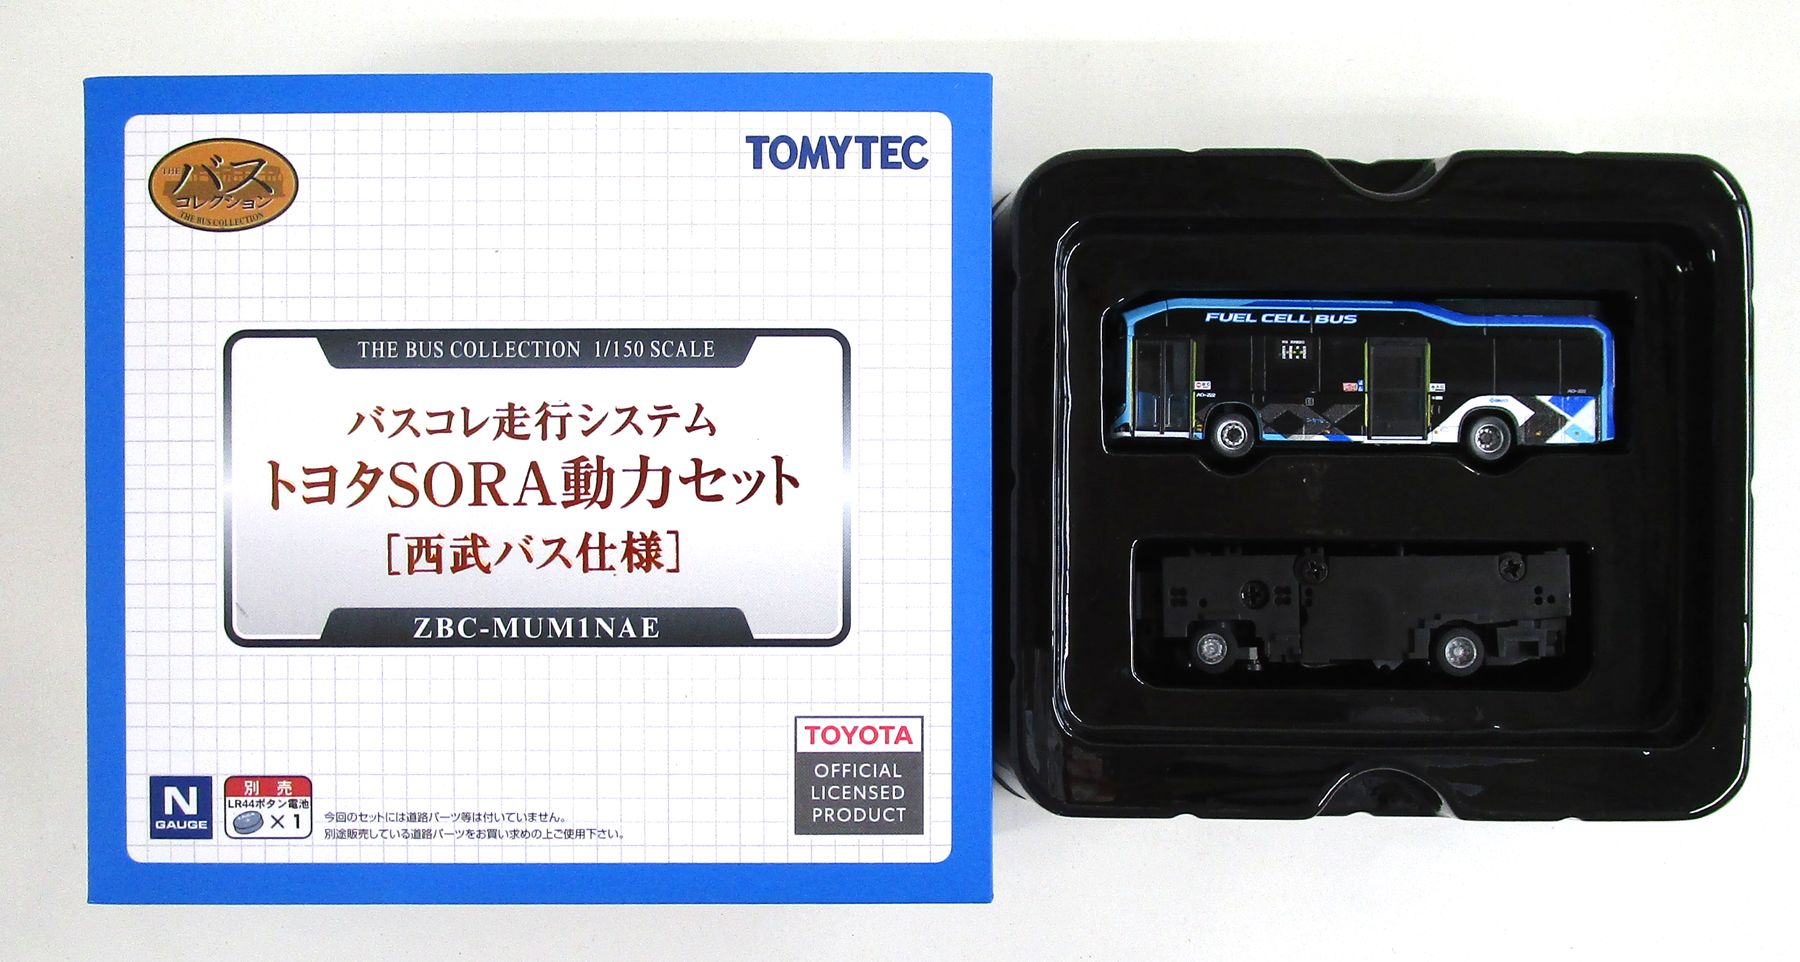 THE
バス
コレクション
THE BUS COLLECTION
TOMYTEC
THE BUS COLLECTION 1/150 SCALE
バスコレ走行システム
トヨタSORA動力セット
[西武バス仕様]
ZBC-MUM1NAE
N
GAUGE
別売
LR44ボタン電池
×1
今回のセットには道路パーツ等は付いていません。
別途販売している道路パーツをお買い求めの上ご使用下さい。
TOYOTA
OFFICIAL
LICENSED
PRODUCT
FUEL CELL BUS